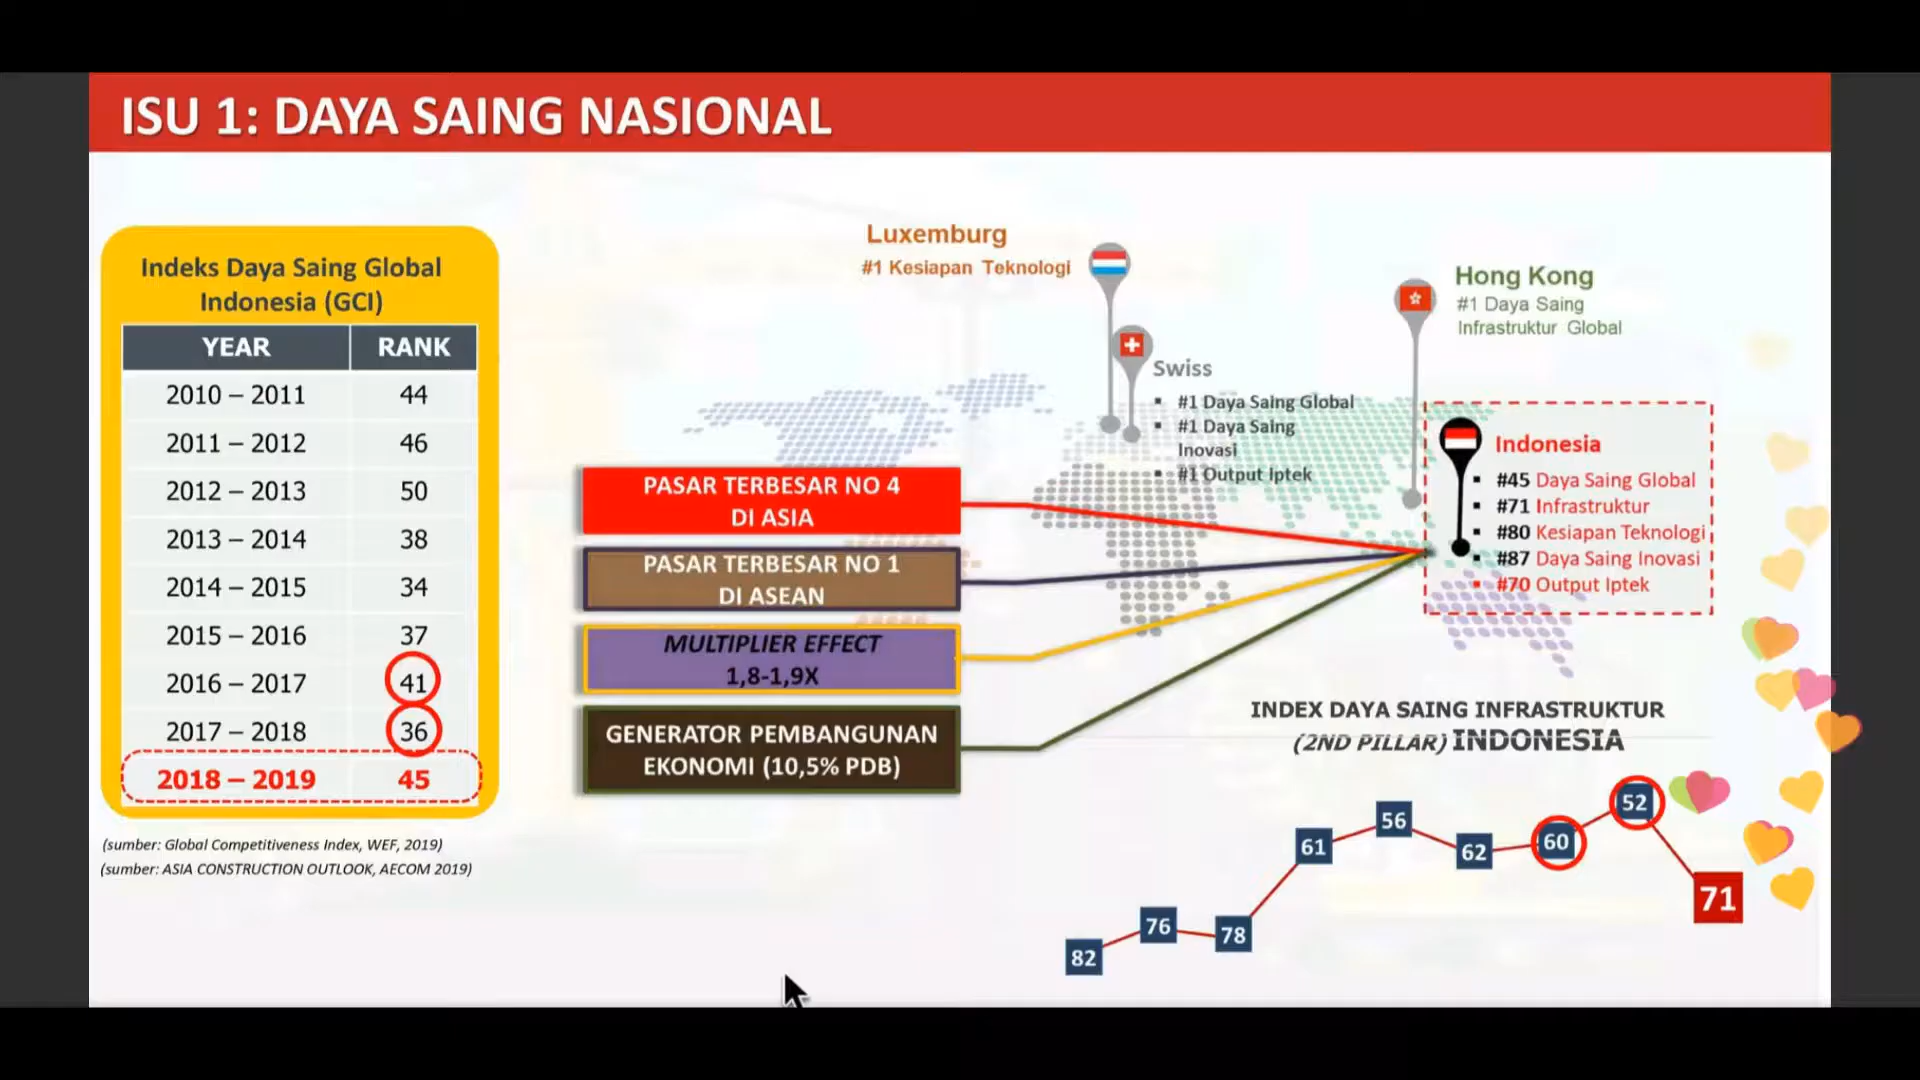 ISU 1: DAYA SAING NASIONAL
Indeks Daya Saing Global
Indonesia (GCI)
YEAR RANK
2010 – 2011 44
2011 – 2012 46
2012 – 2013 50
2013 – 2014 38
2014 – 2015 34
2015 – 2016 37
2016 – 2017 41
2017 – 2018 36
2018 – 2019 45
(sumber: Global Competitiveness Index, WEF, 2019)
(sumber: ASIA CONSTRUCTION OUTLOOK, AECOM 2019)
PASAR TERBESAR NO 4
DI ASIA
PASAR TERBESAR NO 1
DI ASEAN
MULTIPLIER EFFECT
1,8-1,9X
GENERATOR PEMBANGUNAN
EKONOMI (10,5% PDB)
Luxemburg
#1 Kesiapan Teknologi
Swiss
▪ #1 Daya Saing Global
▪ #1 Daya Saing
Inovasi
▪ #1 Output Iptek
Hong Kong
#1 Daya Saing
Infrastruktur Global
Indonesia
▪ #45 Daya Saing Global
▪ #71 Infrastruktur
▪ #80 Kesiapan Teknologi
▪ #87 Daya Saing Inovasi
▪ #70 Output Iptek
INDEX DAYA SAING INFRASTRUKTUR
(2ND PILLAR) INDONESIA
82
76
78
61
56
62
60
52
71